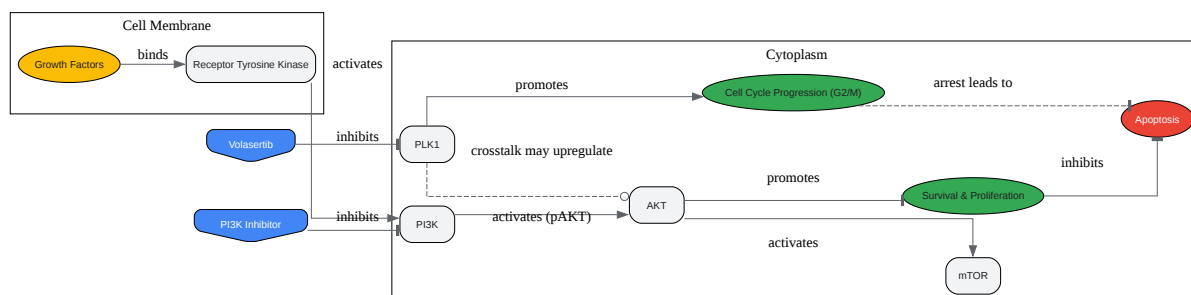 Cell Membrane
Growth Factors
binds
Receptor Tyrosine Kinase
activates
Cytoplasm
promotes
Cell Cycle Progression (G2/M)
arrest leads to
Apoptosis
Volasertib
inhibits
PLK1
crosstalk may upregulate
inhibits
promotes
PI3K Inhibitor
inhibits
PI3K
activates (pAKT)
AKT
Survival & Proliferation
activates
mTOR